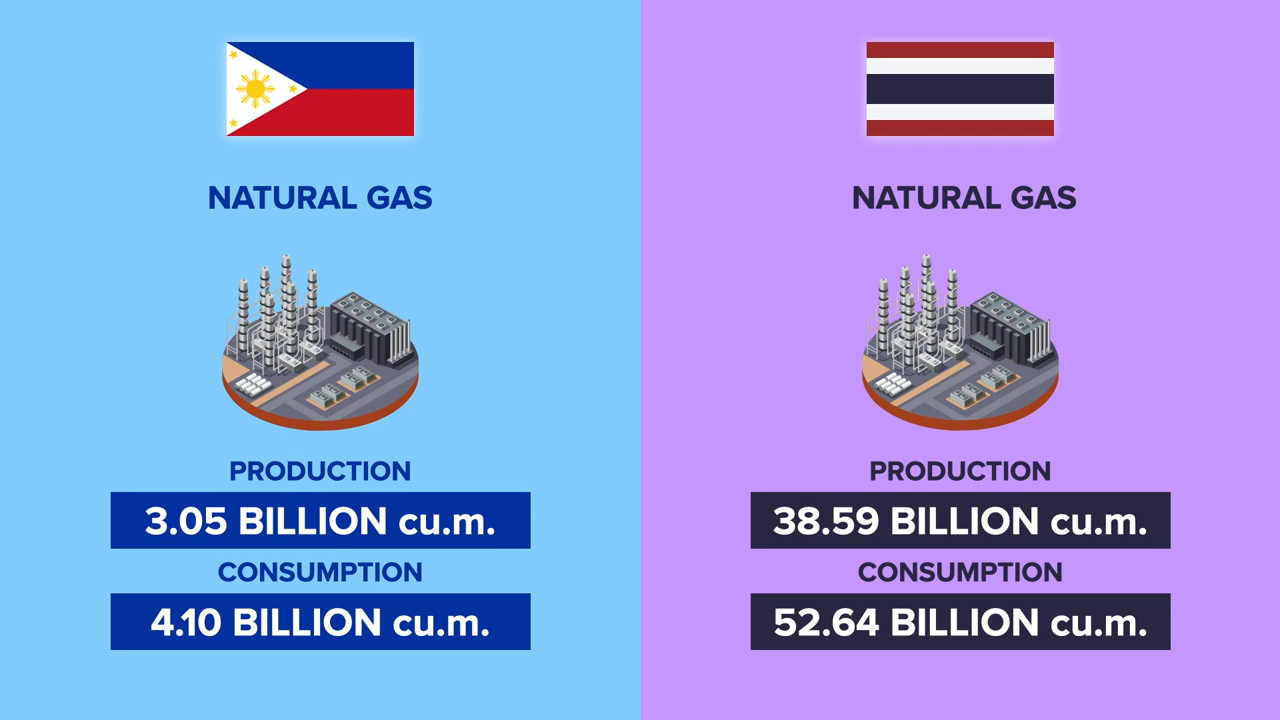 NATURAL GAS
PRODUCTION
3.05 BILLION cu.m.
CONSUMPTION
4.10 BILLION cu.m.
NATURAL GAS
PRODUCTION
38.59 BILLION cu.m.
CONSUMPTION
52.64 BILLION cu.m.